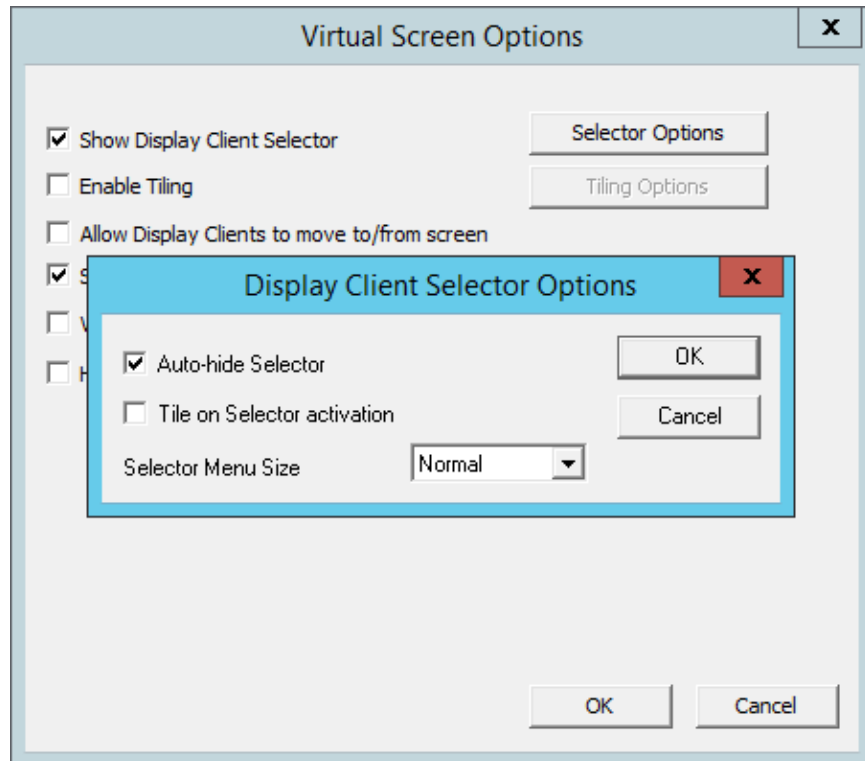 Virtual Screen Options
x
Show Display Client Selector
Selector Options
Enable Tiling
Tiling Options
Allow Display Clients to move to/from screen
Display Client Selector Options
x
Auto-hide Selector
OK
Tile on Selector activation
Cancel
Selector Menu Size
Normal
OK
Cancel